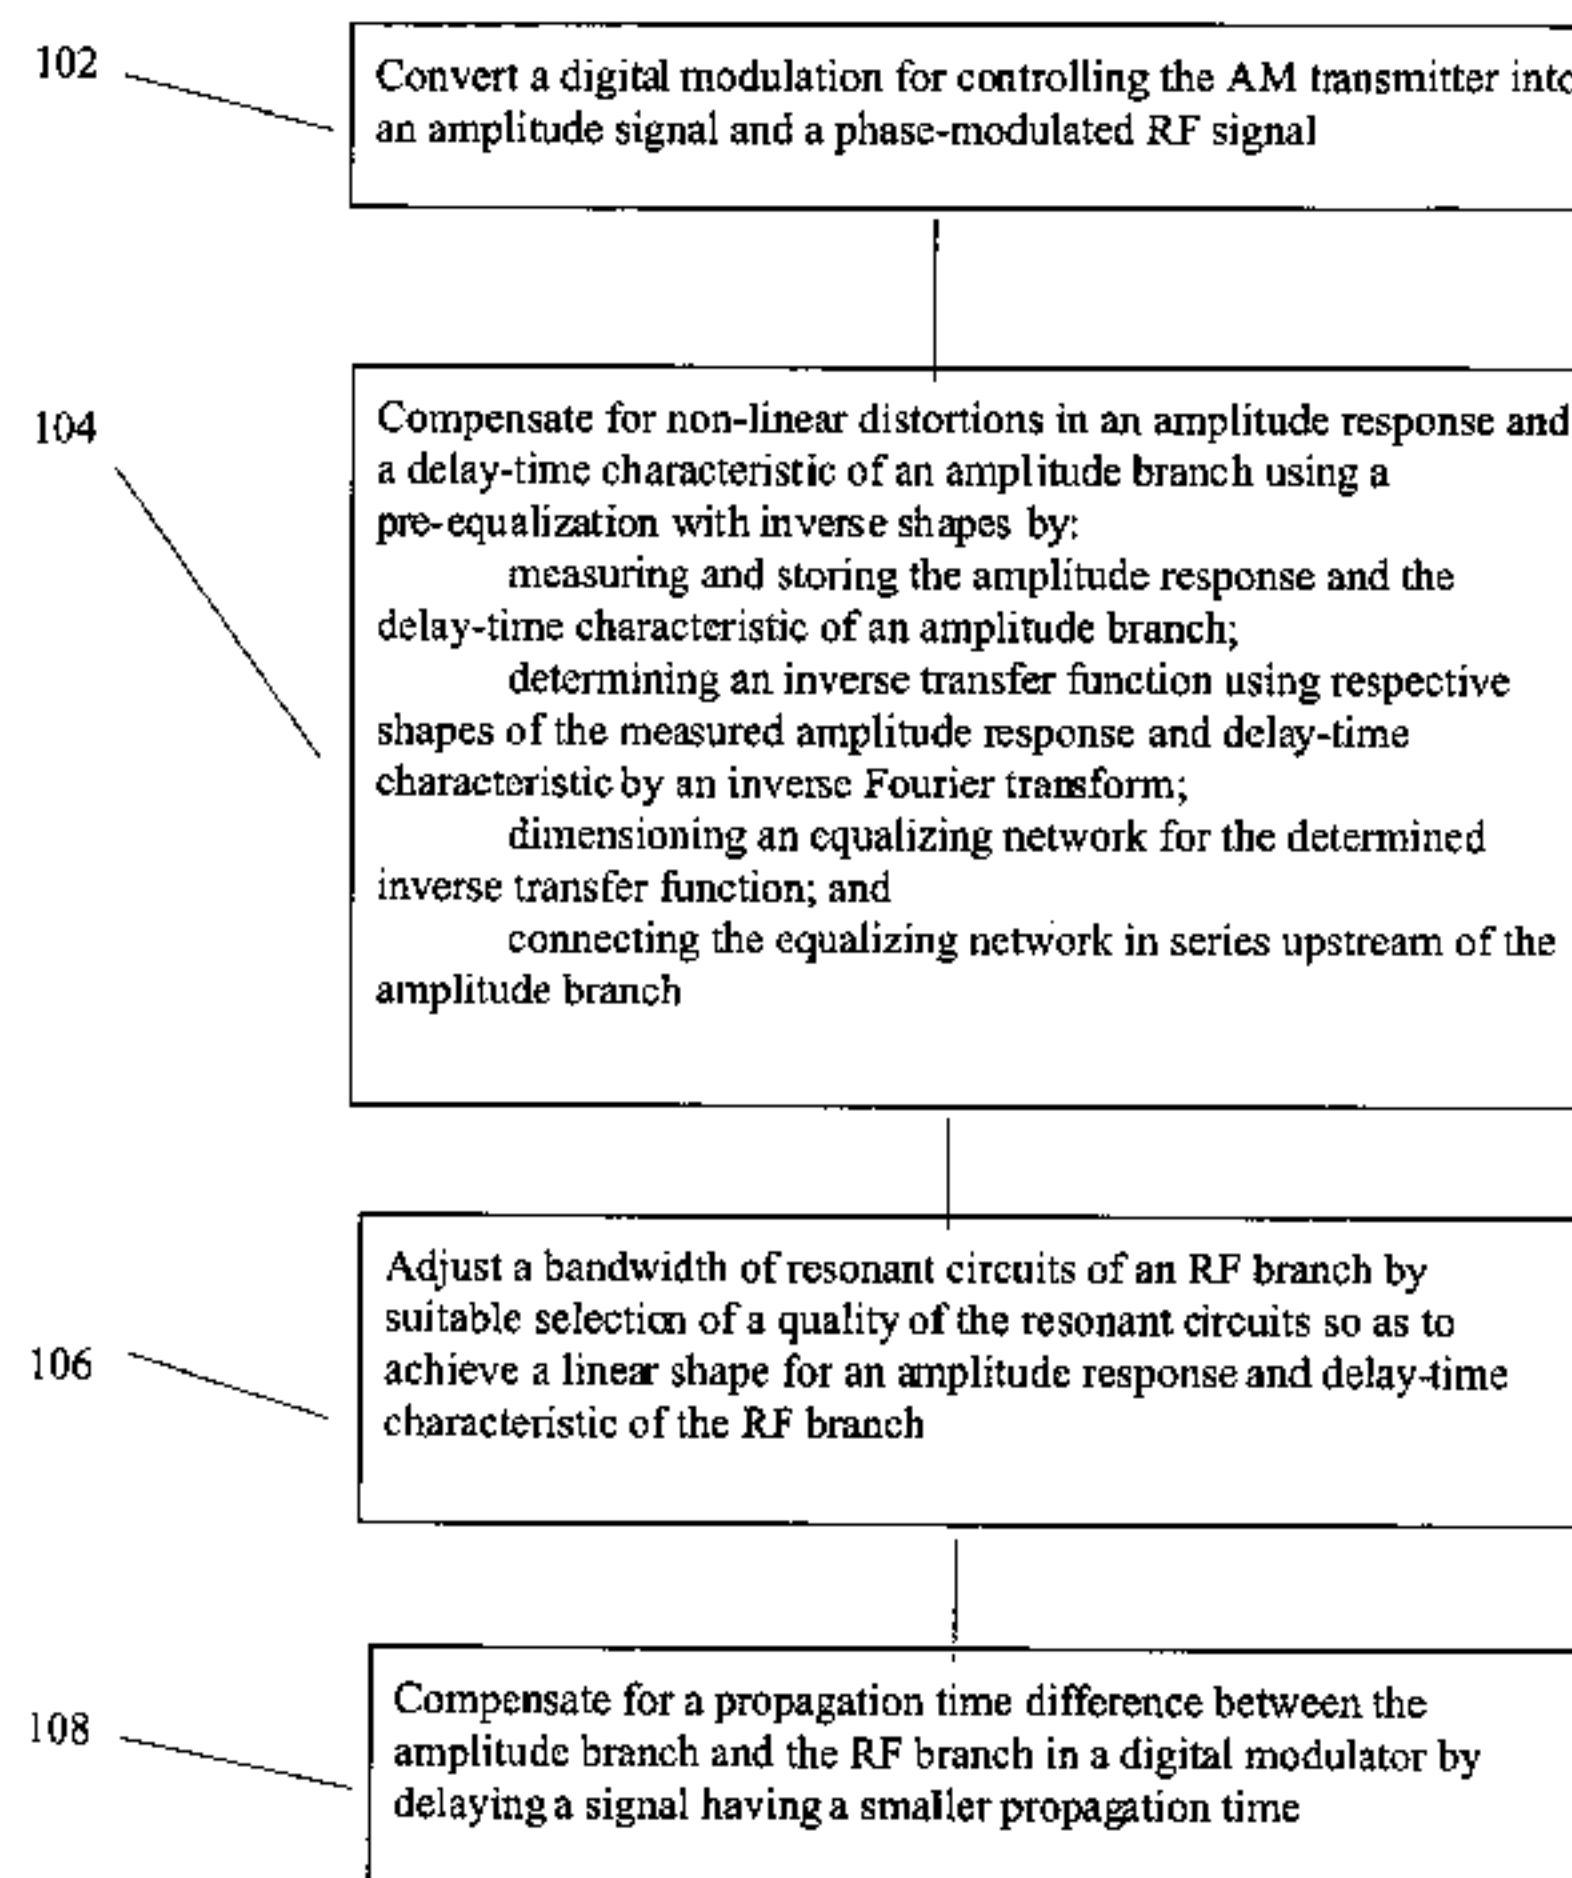 102
Convert a digital modulation for controlling the AM transmitter into
an amplitude signal and a phase-modulated RF signal
104
Compensate for non-linear distortions in an amplitude response and
a delay-time characteristic of an amplitude branch using a
pre-equalization with inverse shapes by:
measuring and storing the amplitude response and the
delay-time characteristic of an amplitude branch;
determining an inverse transfer function using respective
shapes of the measured amplitude response and delay-time
characteristic by an inverse Fourier transform;
dimensioning an equalizing network for the determined
inverse transfer function; and
connecting the equalizing network in series upstream of the
amplitude branch
106
Adjust a bandwidth of resonant circuits of an RF branch by
suitable selection of a quality of the resonant circuits so as to
achieve a linear shape for an amplitude response and delay-time
characteristic of the RF branch
108
Compensate for a propagation time difference between the
amplitude branch and the RF branch in a digital modulator by
delaying a signal having a smaller propagation time